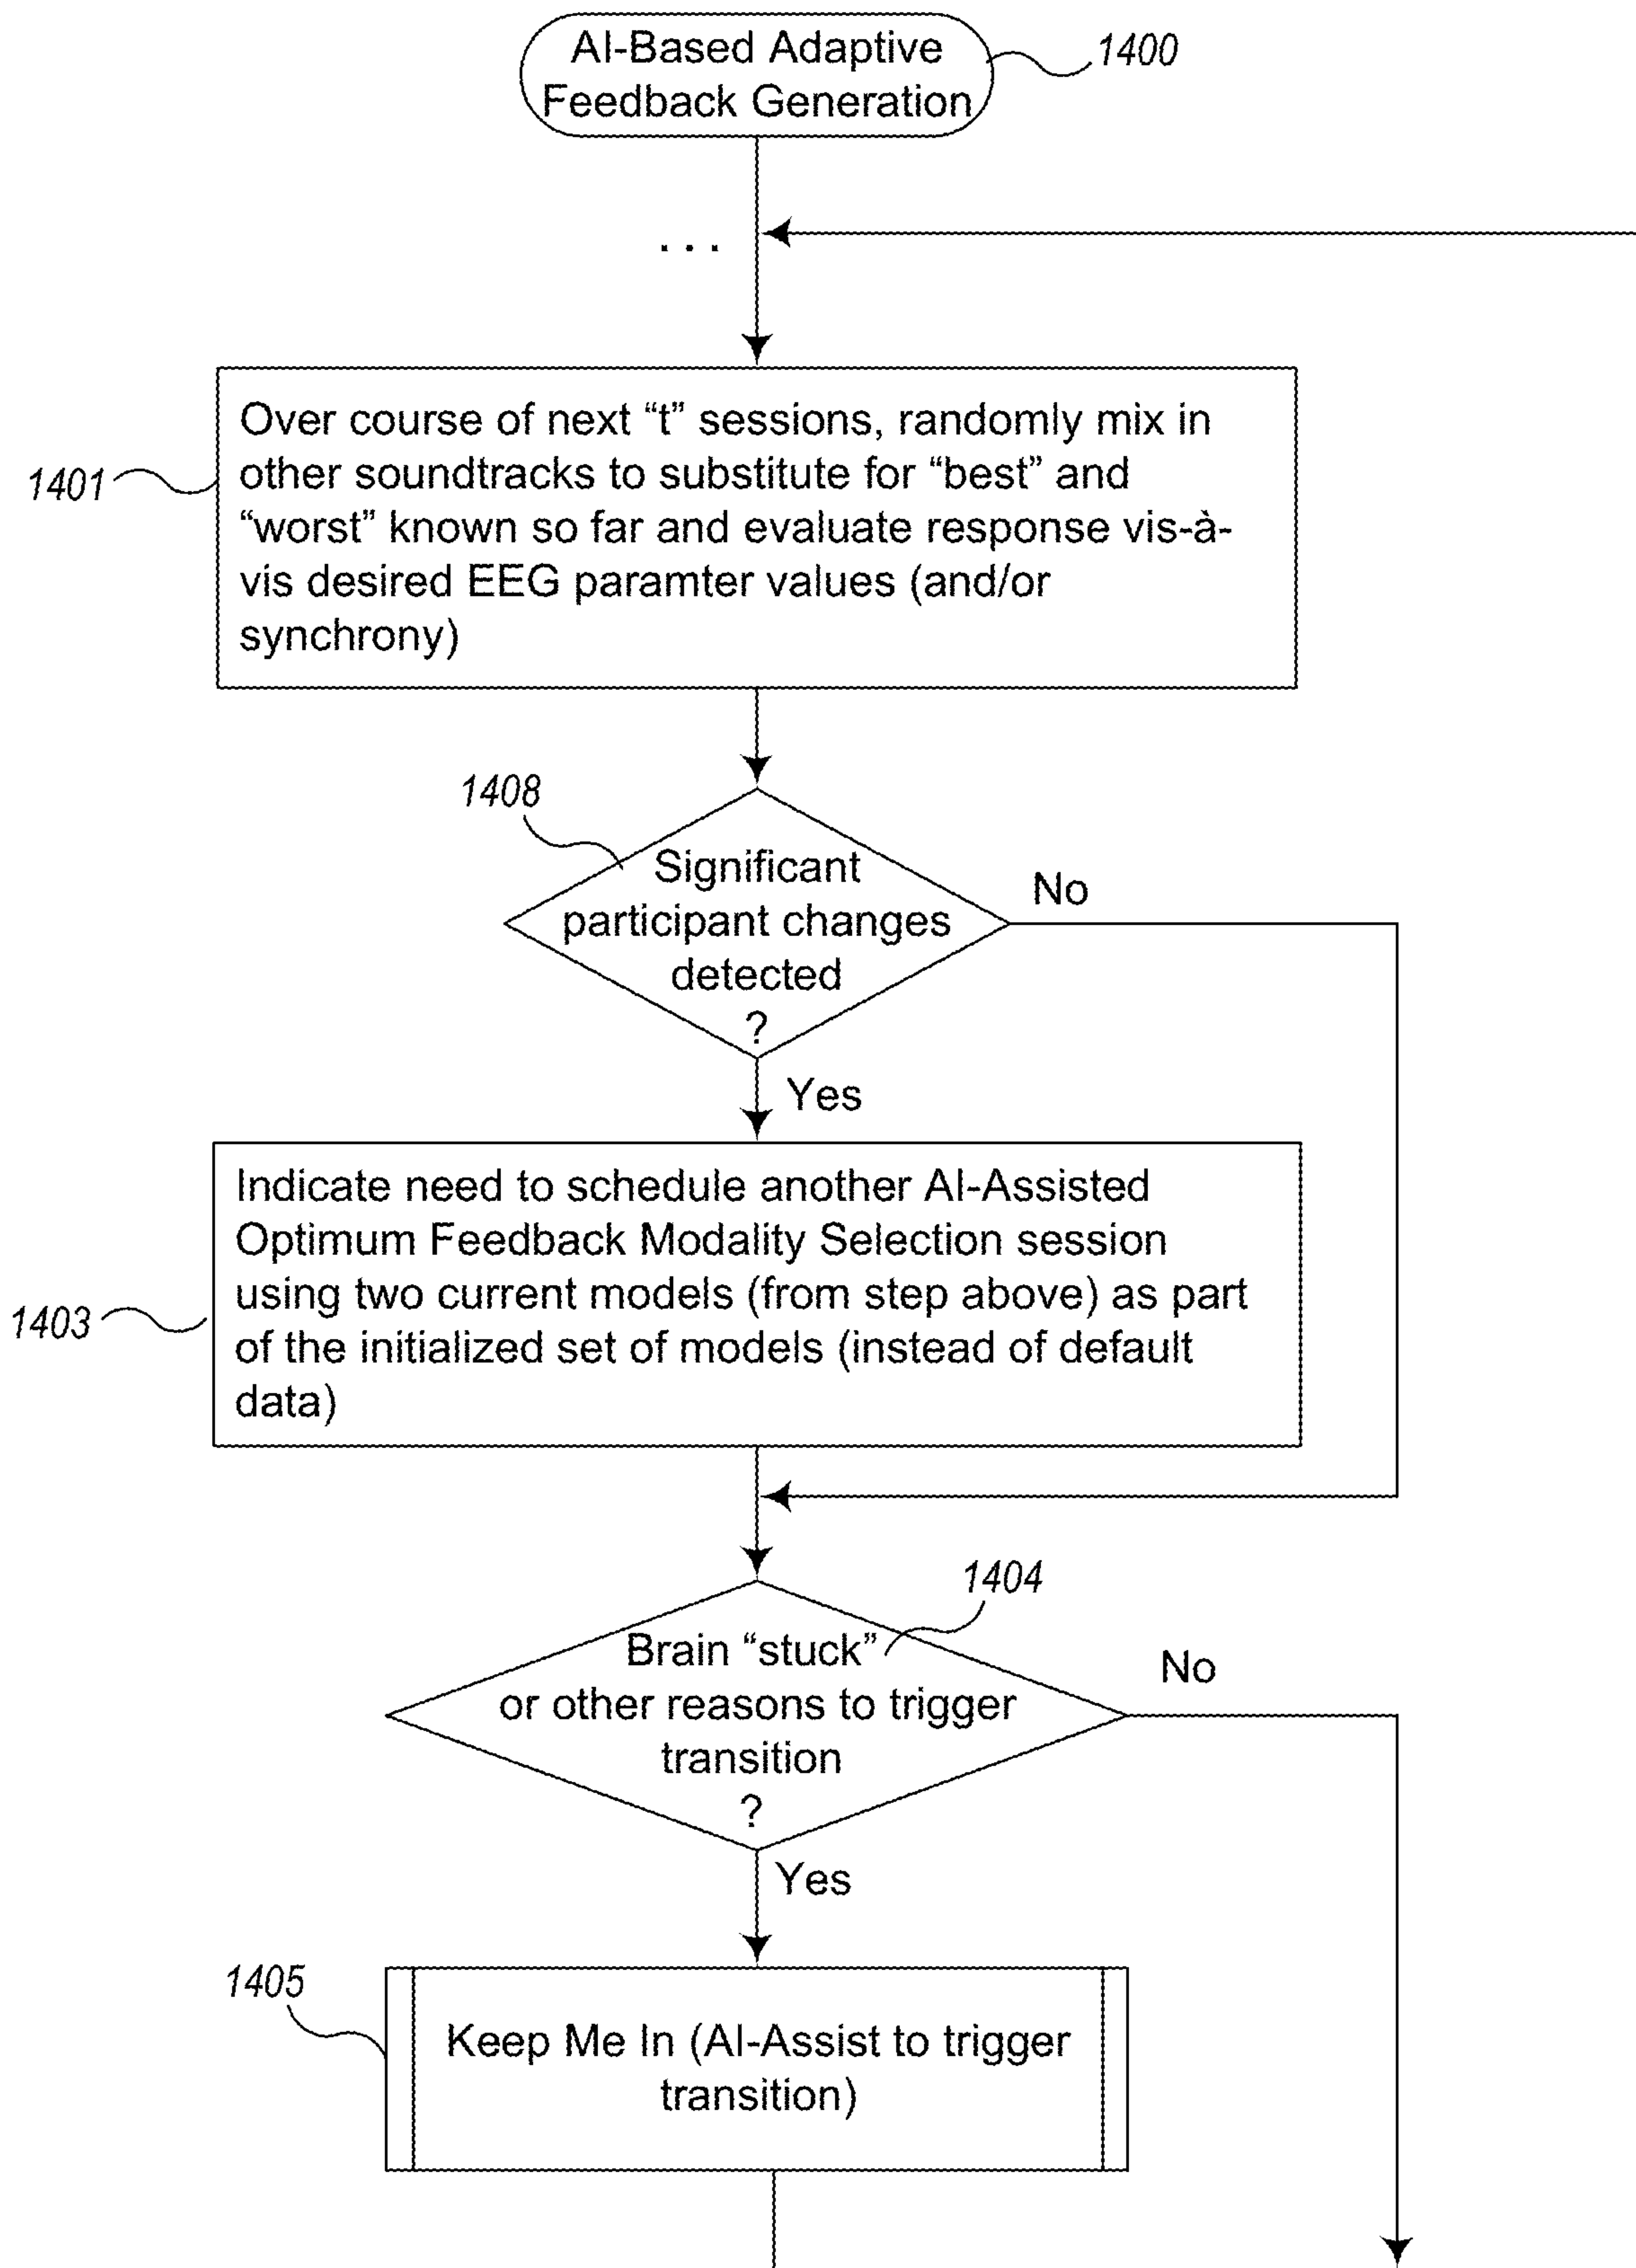 AI-Based Adaptive
Feedback Generation
1400
...
1401
Over course of next “t” sessions, randomly mix in
other soundtracks to substitute for “best” and
“worst” known so far and evaluate response vis-à-
vis desired EEG paramter values (and/or
synchrony)
1408
Significant
participant changes
detected
?
No
Yes
1403
Indicate need to schedule another AI-Assisted
Optimum Feedback Modality Selection session
using two current models (from step above) as part
of the initialized set of models (instead of default
data)
1404
Brain “stuck”
or other reasons to trigger
transition
?
No
Yes
1405
Keep Me In (AI-Assist to trigger
transition)